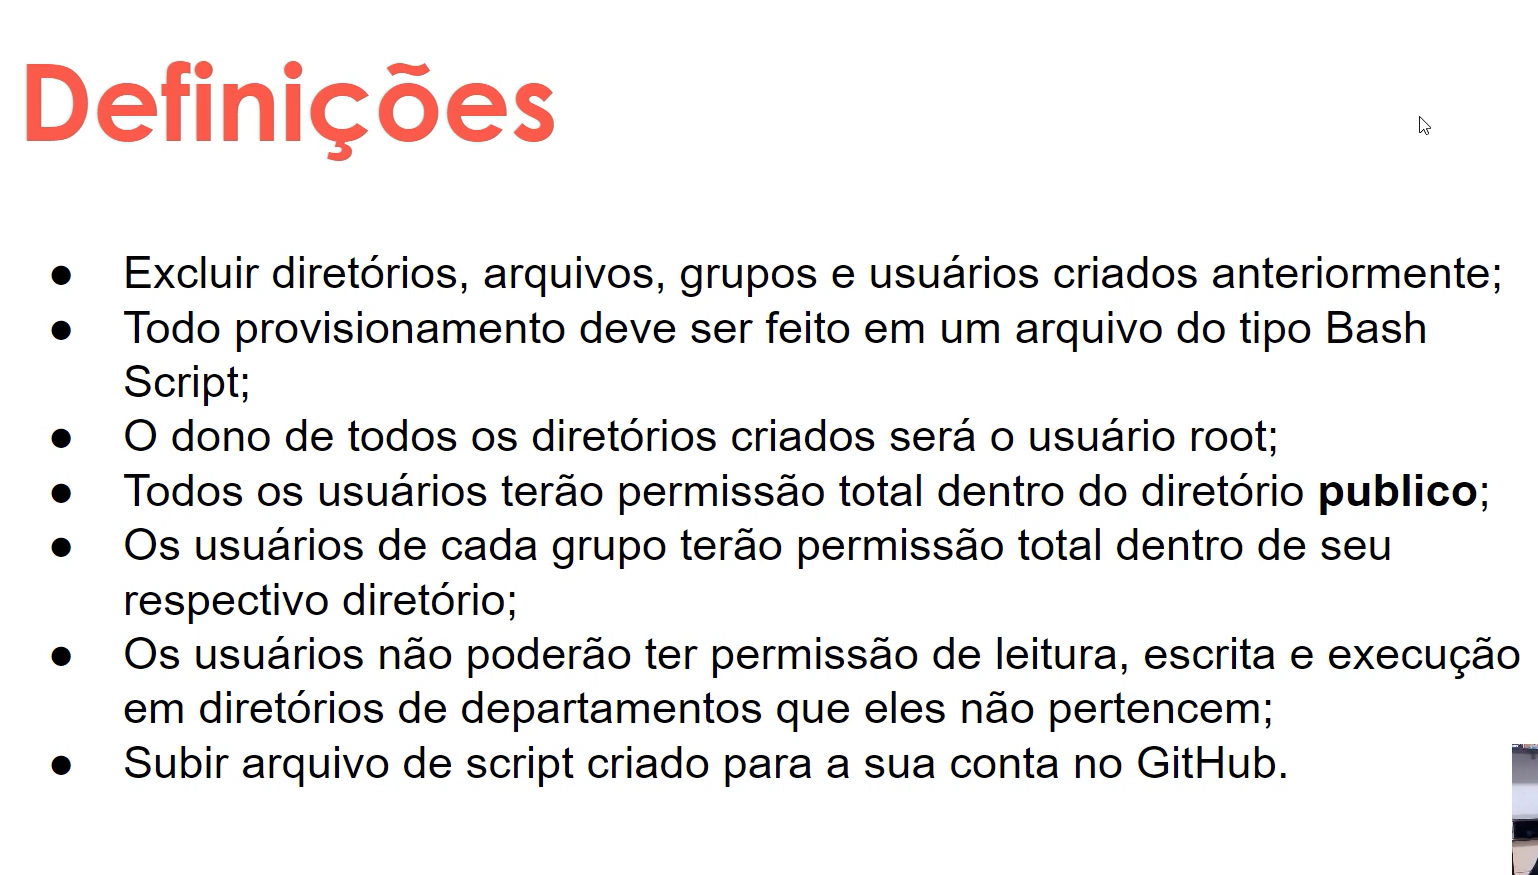 Definições
● Excluir diretórios, arquivos, grupos e usuários criados anteriormente;
● Todo provisionamento deve ser feito em um arquivo do tipo Bash
Script;
● O dono de todos os diretórios criados será o usuário root;
● Todos os usuários terão permissão total dentro do diretório publico;
● Os usuários de cada grupo terão permissão total dentro de seu
respectivo diretório;
● Os usuários não poderão ter permissão de leitura, escrita e execução
em diretórios de departamentos que eles não pertencem;
● Subir arquivo de script criado para a sua conta no GitHub.